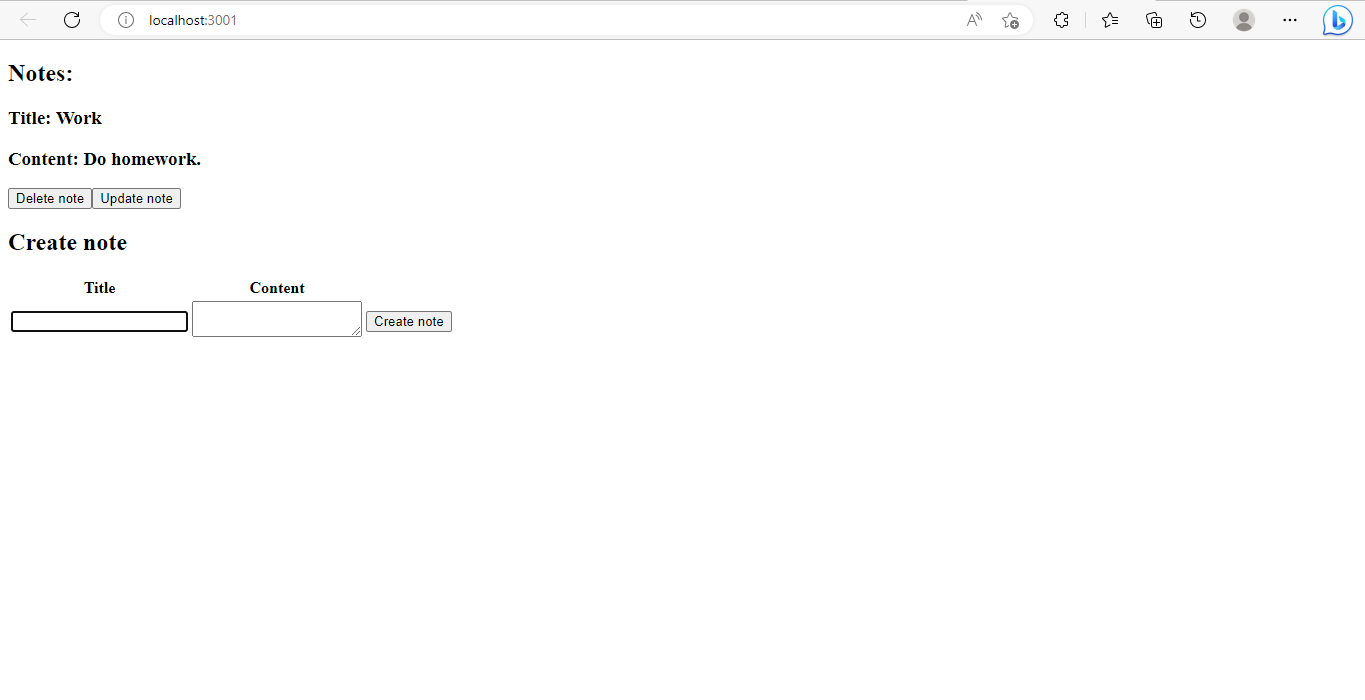 localhost:3001
Notes:
Title: Work
Content: Do homework.
Delete note Update note
Create note
Title Content
Create note